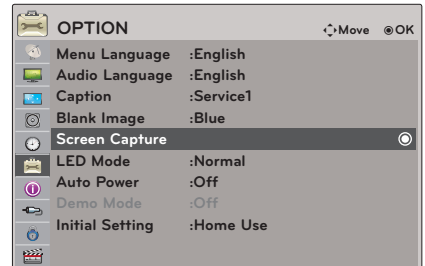 OPTION Move OK
Menu Language :English
Audio Language :English
Caption :Service1
Blank Image :Blue
Screen Capture
LED Mode :Normal
Auto Power :Off
Demo Mode :Off
Initial Setting :Home Use